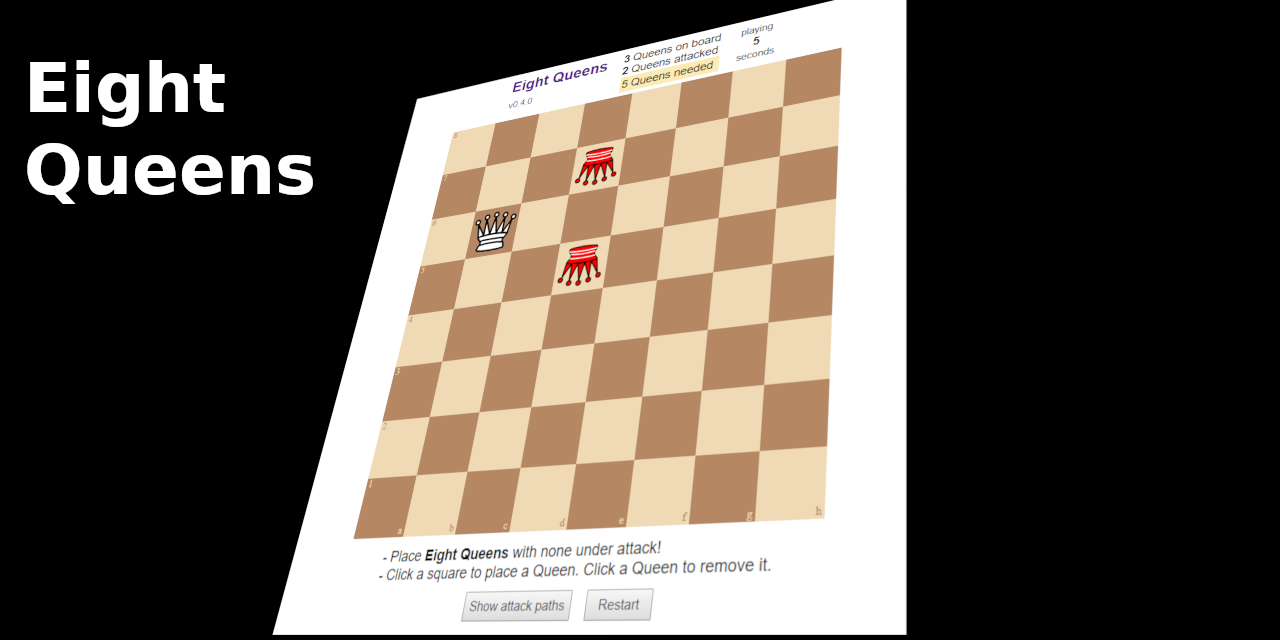 Eight
Queens
Eight Queens
v0.4.0
3 Queens on board
2 Queens attacked
5 Queens needed
playing
5
seconds
8
7
6
5
4
3
2
1
a b c d e f g h
- Place Eight Queens with none under attack!
- Click a square to place a Queen. Click a Queen to remove it.
Show attack paths
Restart